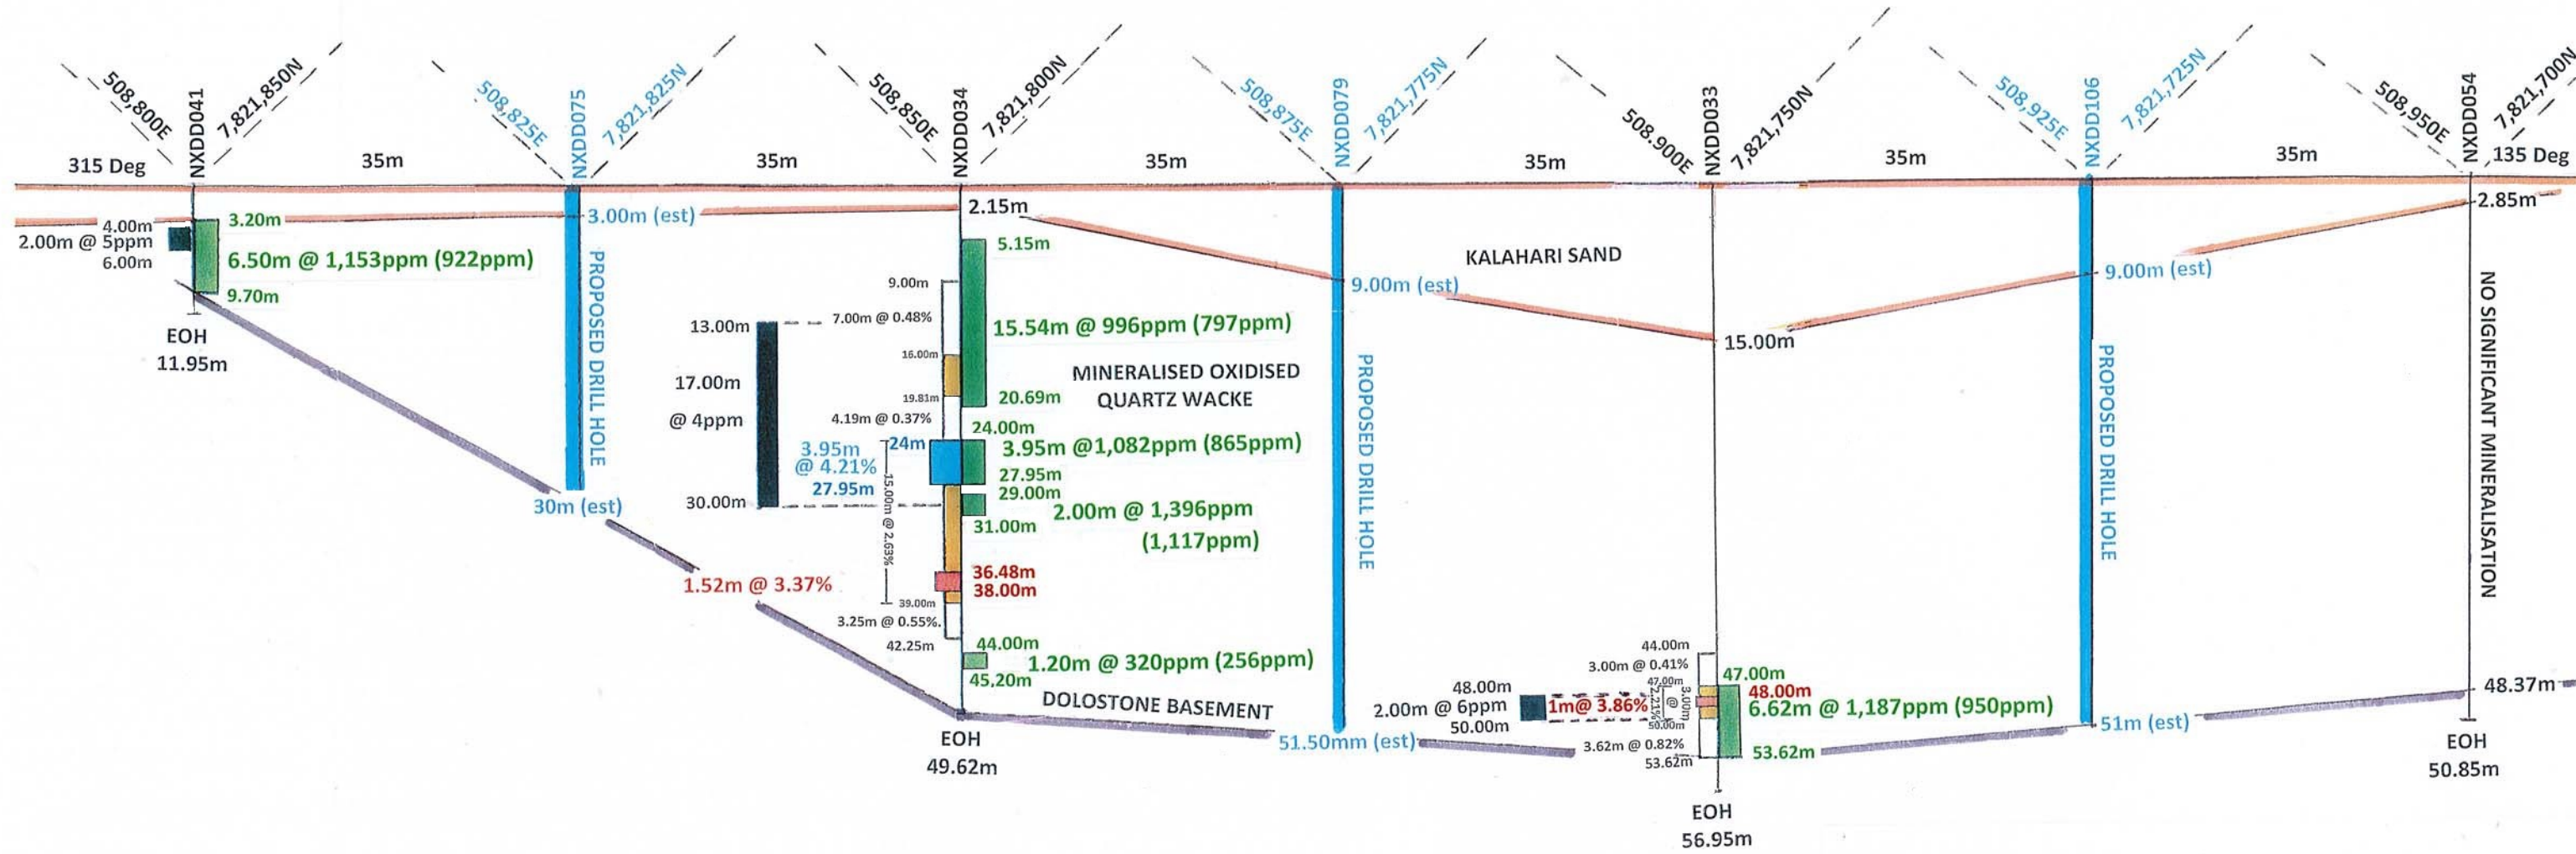 508,800E
NXDD041
7,821,850N
508,825E
NXDD075
7,821,825N
508,850E
NXDD034
7,821,800N
508,875E
NXDD079
7,821,775N
508.900E
NXDD033
7,821,750N
508,925E
NXDD106
7,821,725N
508,950E
NXDD054
7,821,700N
315 Deg
35m
35m
35m
35m
35m
35m
135 Deg
4.00m
2.00m @ 5ppm
6.00m
3.20m
6.50m @ 1,153ppm (922ppm)
9.70m
EOH
11.95m
3.00m (est)
PROPOSED DRILL HOLE
30m (est)
13.00m
17.00m
@ 4ppm
30.00m
9.00m
7.00m @ 0.48%
16.00m
19.81m
4.19m @ 0.37%
24m
3.95m
@ 4.21%
27.95m
15.00m @ 2.63%
1.52m @ 3.37%
39.00m
3.25m @ 0.55%.
42.25m
2.15m
5.15m
15.54m @ 996ppm (797ppm)
MINERALISED OXIDISED
QUARTZ WACKE
20.69m
24.00m
3.95m @1,082ppm (865ppm)
27.95m
29.00m
2.00m @ 1,396ppm
31.00m
(1,117ppm)
36.48m
38.00m
44.00m
1.20m @ 320ppm (256ppm)
45,20m
DOLOSTONE BASEMENT
EOH
49.62m
9.00m (est)
PROPOSED DRILL HOLE
51.50mm (est)
KALAHARI SAND
15.00m
44.00m
3.00m @ 0.41%
47.00m
3.00m @
2.21%
50.00m
48.00m
2.00m @ 6ppm
50.00m
1m@ 3.86%
3.62m @ 0.82%
53.62m
47.00m
48.00m
6.62m @ 1,187ppm (950ppm)
53.62m
EOH
56.95m
9.00m (est)
PROPOSED DRILL HOLE
51m (est)
2.85m
NO SIGNIFICANT MINERALISATION
48.37m
EOH
50.85m